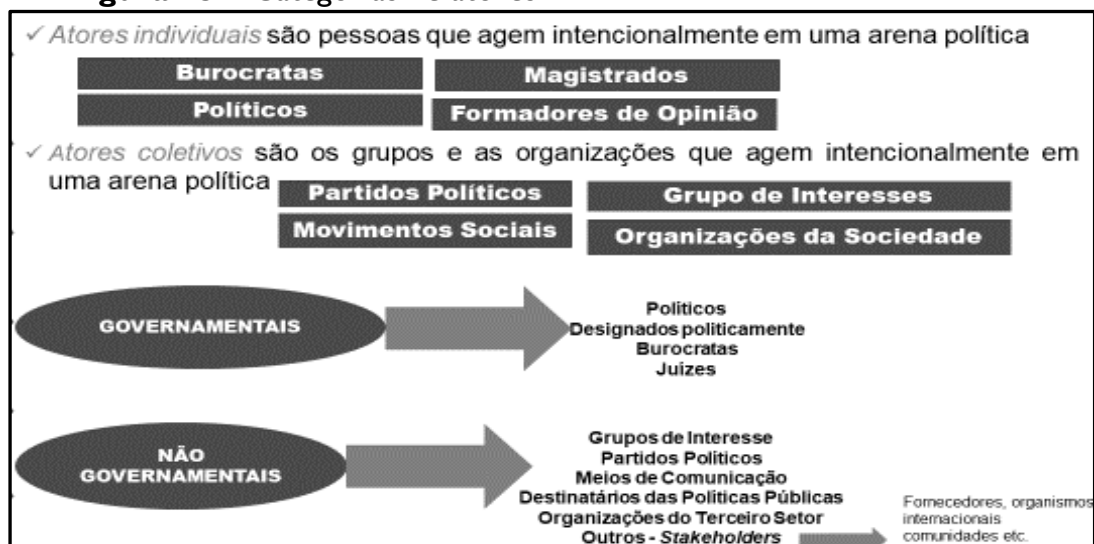 ✓ Atores individuais são pessoas que agem intencionalmente em uma arena política
Burocratas
Magistrados
Políticos
Formadores de Opinião
✓ Atores coletivos são os grupos e as organizações que agem intencionalmente em
uma arena política
Partidos Políticos
Grupo de Interesses
Movimentos Sociais
Organizações da Sociedade
GOVERNAMENTAIS
Políticos
Designados politicamente
Burocratas
Juízes
NÃO
GOVERNAMENTAIS
Grupos de Interesse
Partidos Políticos
Meios de Comunicação
Destinatários das Políticas Públicas
Organizações do Terceiro Setor
Outros - Stakeholders
Fornecedores, organismos
internacionais
comunidades etc.